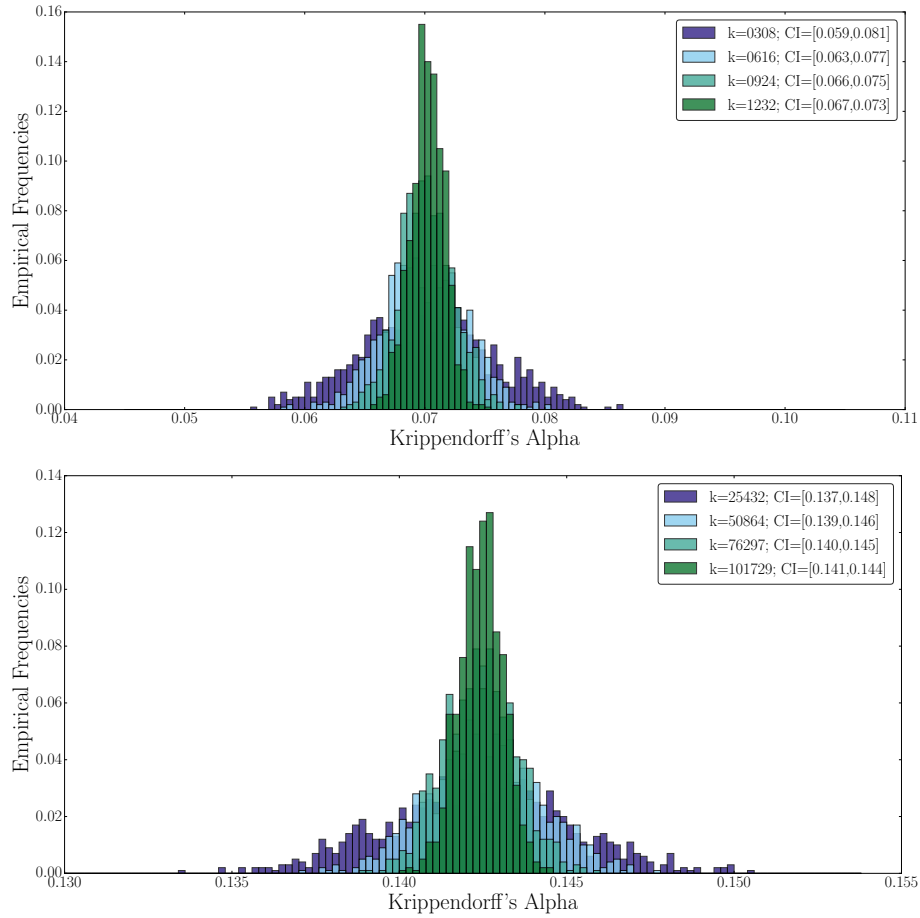 0.16
0.14
0.12
0.10
0.08
0.06
0.04
0.02
0.00
Empirical Frequencies
k=0308; CI=[0.059,0.081]
k=0616; CI=[0.063,0.077]
k=0924; CI=[0.066,0.075]
k=1232; CI=[0.067,0.073]
0.04 0.05 0.06 0.07 0.08 0.09 0.10 0.11
Krippendorff's Alpha
0.14
0.12
0.10
0.08
0.06
0.04
0.02
0.00
Empirical Frequencies
k=25432; CI=[0.137,0.148]
k=50864; CI=[0.139,0.146]
k=76297; CI=[0.140,0.145]
k=101729; CI=[0.141,0.144]
0.130 0.135 0.140 0.145 0.150 0.155
Krippendorff's Alpha